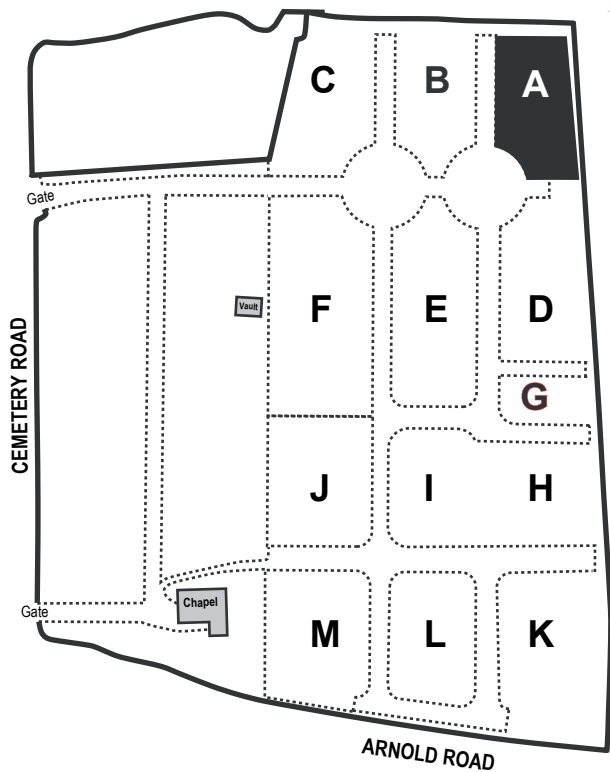 C B A
Gate
Vault
F E D
G
CEMETERY ROAD
J I H
Chapel
Gate
M L K
ARNOLD ROAD